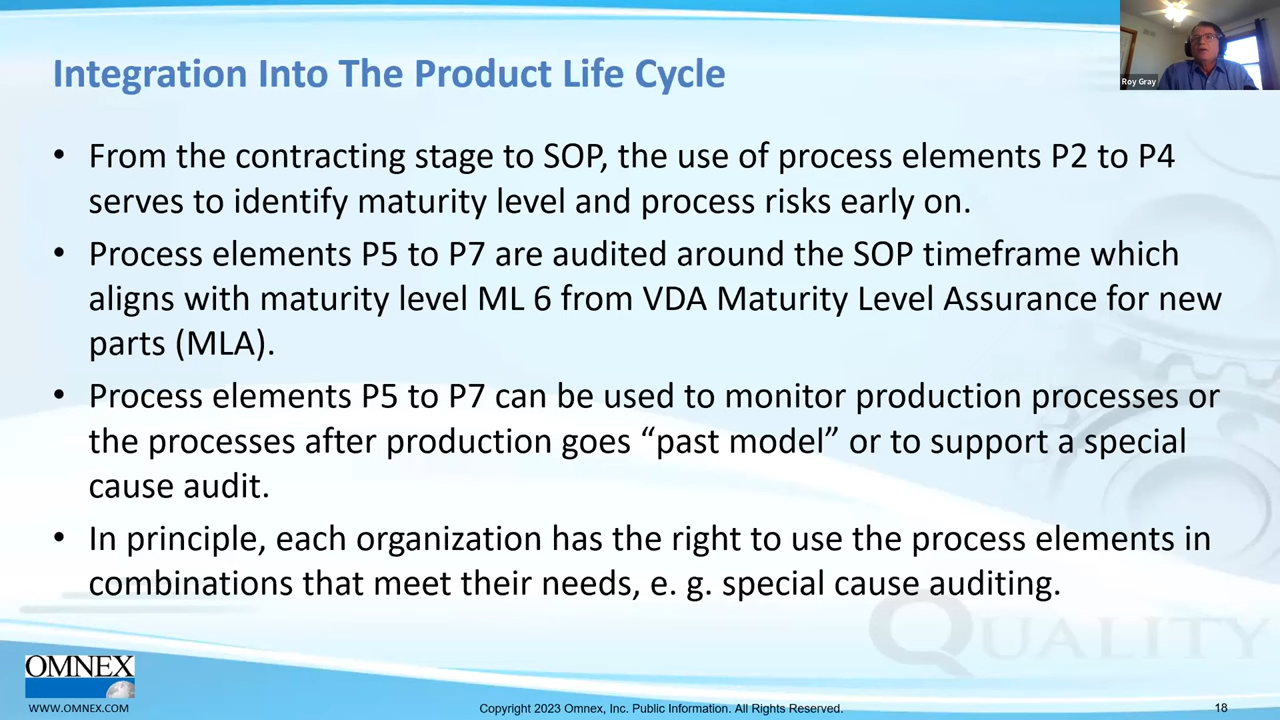 Integration Into The Product Life Cycle
Roy Gray
• From the contracting stage to SOP, the use of process elements P2 to P4
serves to identify maturity level and process risks early on.
• Process elements P5 to P7 are audited around the SOP timeframe which
aligns with maturity level ML 6 from VDA Maturity Level Assurance for new
parts (MLA).
• Process elements P5 to P7 can be used to monitor production processes or
the processes after production goes “past model” or to support a special
cause audit.
• In principle, each organization has the right to use the process elements in
combinations that meet their needs, e. g. special cause auditing.
QUALITY
OMNEX
WWW.OMNEX.COM
Copyright 2023 Omnex, Inc. Public Information. All Rights Reserved.
18